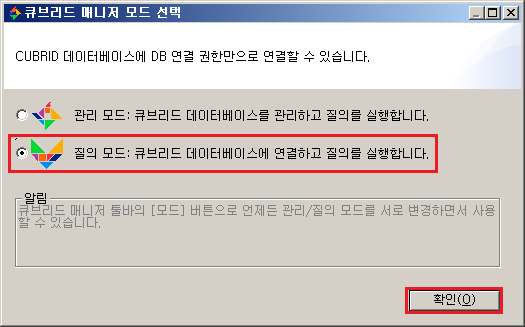 큐브리드 매니저 모드 선택
CUBRID 데이터베이스에 DB 연결 권한만으로 연결할 수 있습니다.
관리 모드: 큐브리드 데이터베이스를 관리하고 질의를 실행합니다.
질의 모드: 큐브리드 데이터베이스에 연결하고 질의를 실행합니다.
알림
큐브리드 매니저 툴바의 [모드] 버튼으로 언제든 관리/질의 모드를 서로 변경하면서 사용
할 수 있습니다.
확인(O)